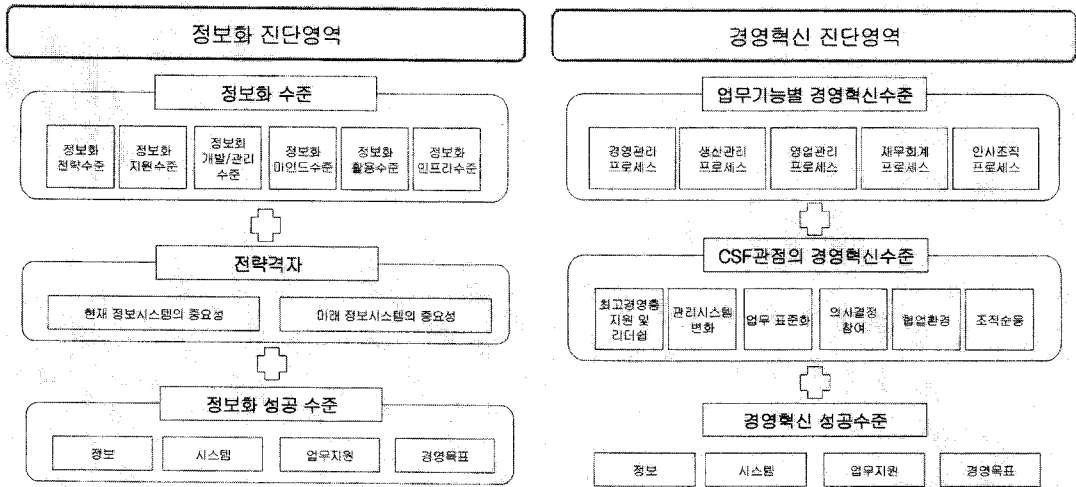 정보화 진단영역
정보화 수준
정보화
전략수준
정보화
지원수준
정보화
개발/관리
수준
정보화
마인드수준
정보화
활용수준
정보화
인프라수준
전략격자
현재 정보시스템의 중요성
미래 정보시스템의 중요성
정보화 성공 수준
정보
시스템
업무지원
경영목표
경영혁신 진단영역
업무기능별 경영혁신수준
경영관리
프로세스
생산관리
프로세스
영업관리
프로세스
재무회계
프로세스
인사조직
프로세스
CSF관점의 경영혁신수준
최고경영층
지원 및
리더쉽
관리시스템
변화
업무 표준화
의사결정
참여
협업환경
조직순응
경영혁신 성공수준
정보
시스템
업무지원
경영목표